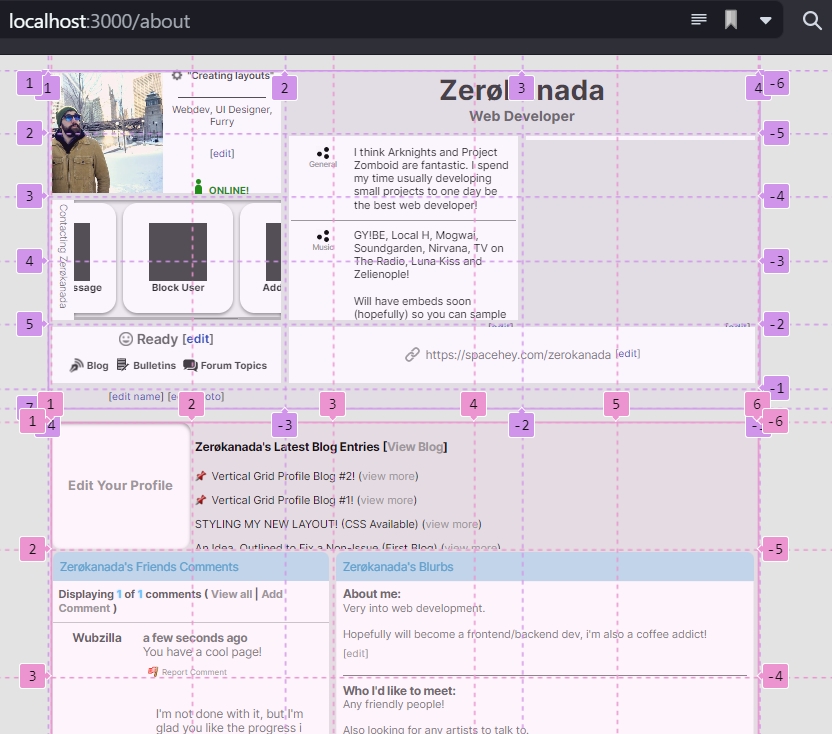 localhost:3000/about
1
1
2
3
4
-6
"Creating layouts"
Webdev, UI Designer,
Furry
[edit]
ONLINE!
Web Developer
2
-5
General
I think Arknights and Project
Zomboid are fantastic. I spend
my time usually developing
small projects to one day be
the best web developer!
3
-4
Contacting Zerøkanada
Block User
Add
Music
GY!BE, Local H, Mogwai,
Soundgarden, Nirvana, TV on
The Radio, Luna Kiss and
Zelienople!
Will have embeds soon
(hopefully) so you can sample
4
-3
5
-2
[edit]
[edit]
Ready [edit]
Blog
Bulletins
Forum Topics
https://spacehey.com/zerokanada [edit]
-1
[edit name]
1
2
3
4
5
6
1
4
-3
-2
-6
Edit Your Profile
Zerøkanada's Latest Blog Entries [View Blog]
Vertical Grid Profile Blog #2! (view more)
Vertical Grid Profile Blog #1! (view more)
STYLING MY NEW LAYOUT! (CSS Available) (view more)
An Idea, Outlined to Fix a Non-Issue (First Blog) (view more)
2
-5
Zerøkanada's Friends Comments
Displaying 1 of 1 comments ( View all | Add
Comment )
Wubzilla
a few seconds ago
You have a cool page!
Report Comment
I'm not done with it, but I'm
glad you like the progress i
Zerøkanada's Blurbs
About me:
Very into web development.
Hopefully will become a frontend/backend dev, i'm also a coffee addict!
[edit]
Who I'd like to meet:
Any friendly people!
Also looking for any artists to talk to.
3
-4